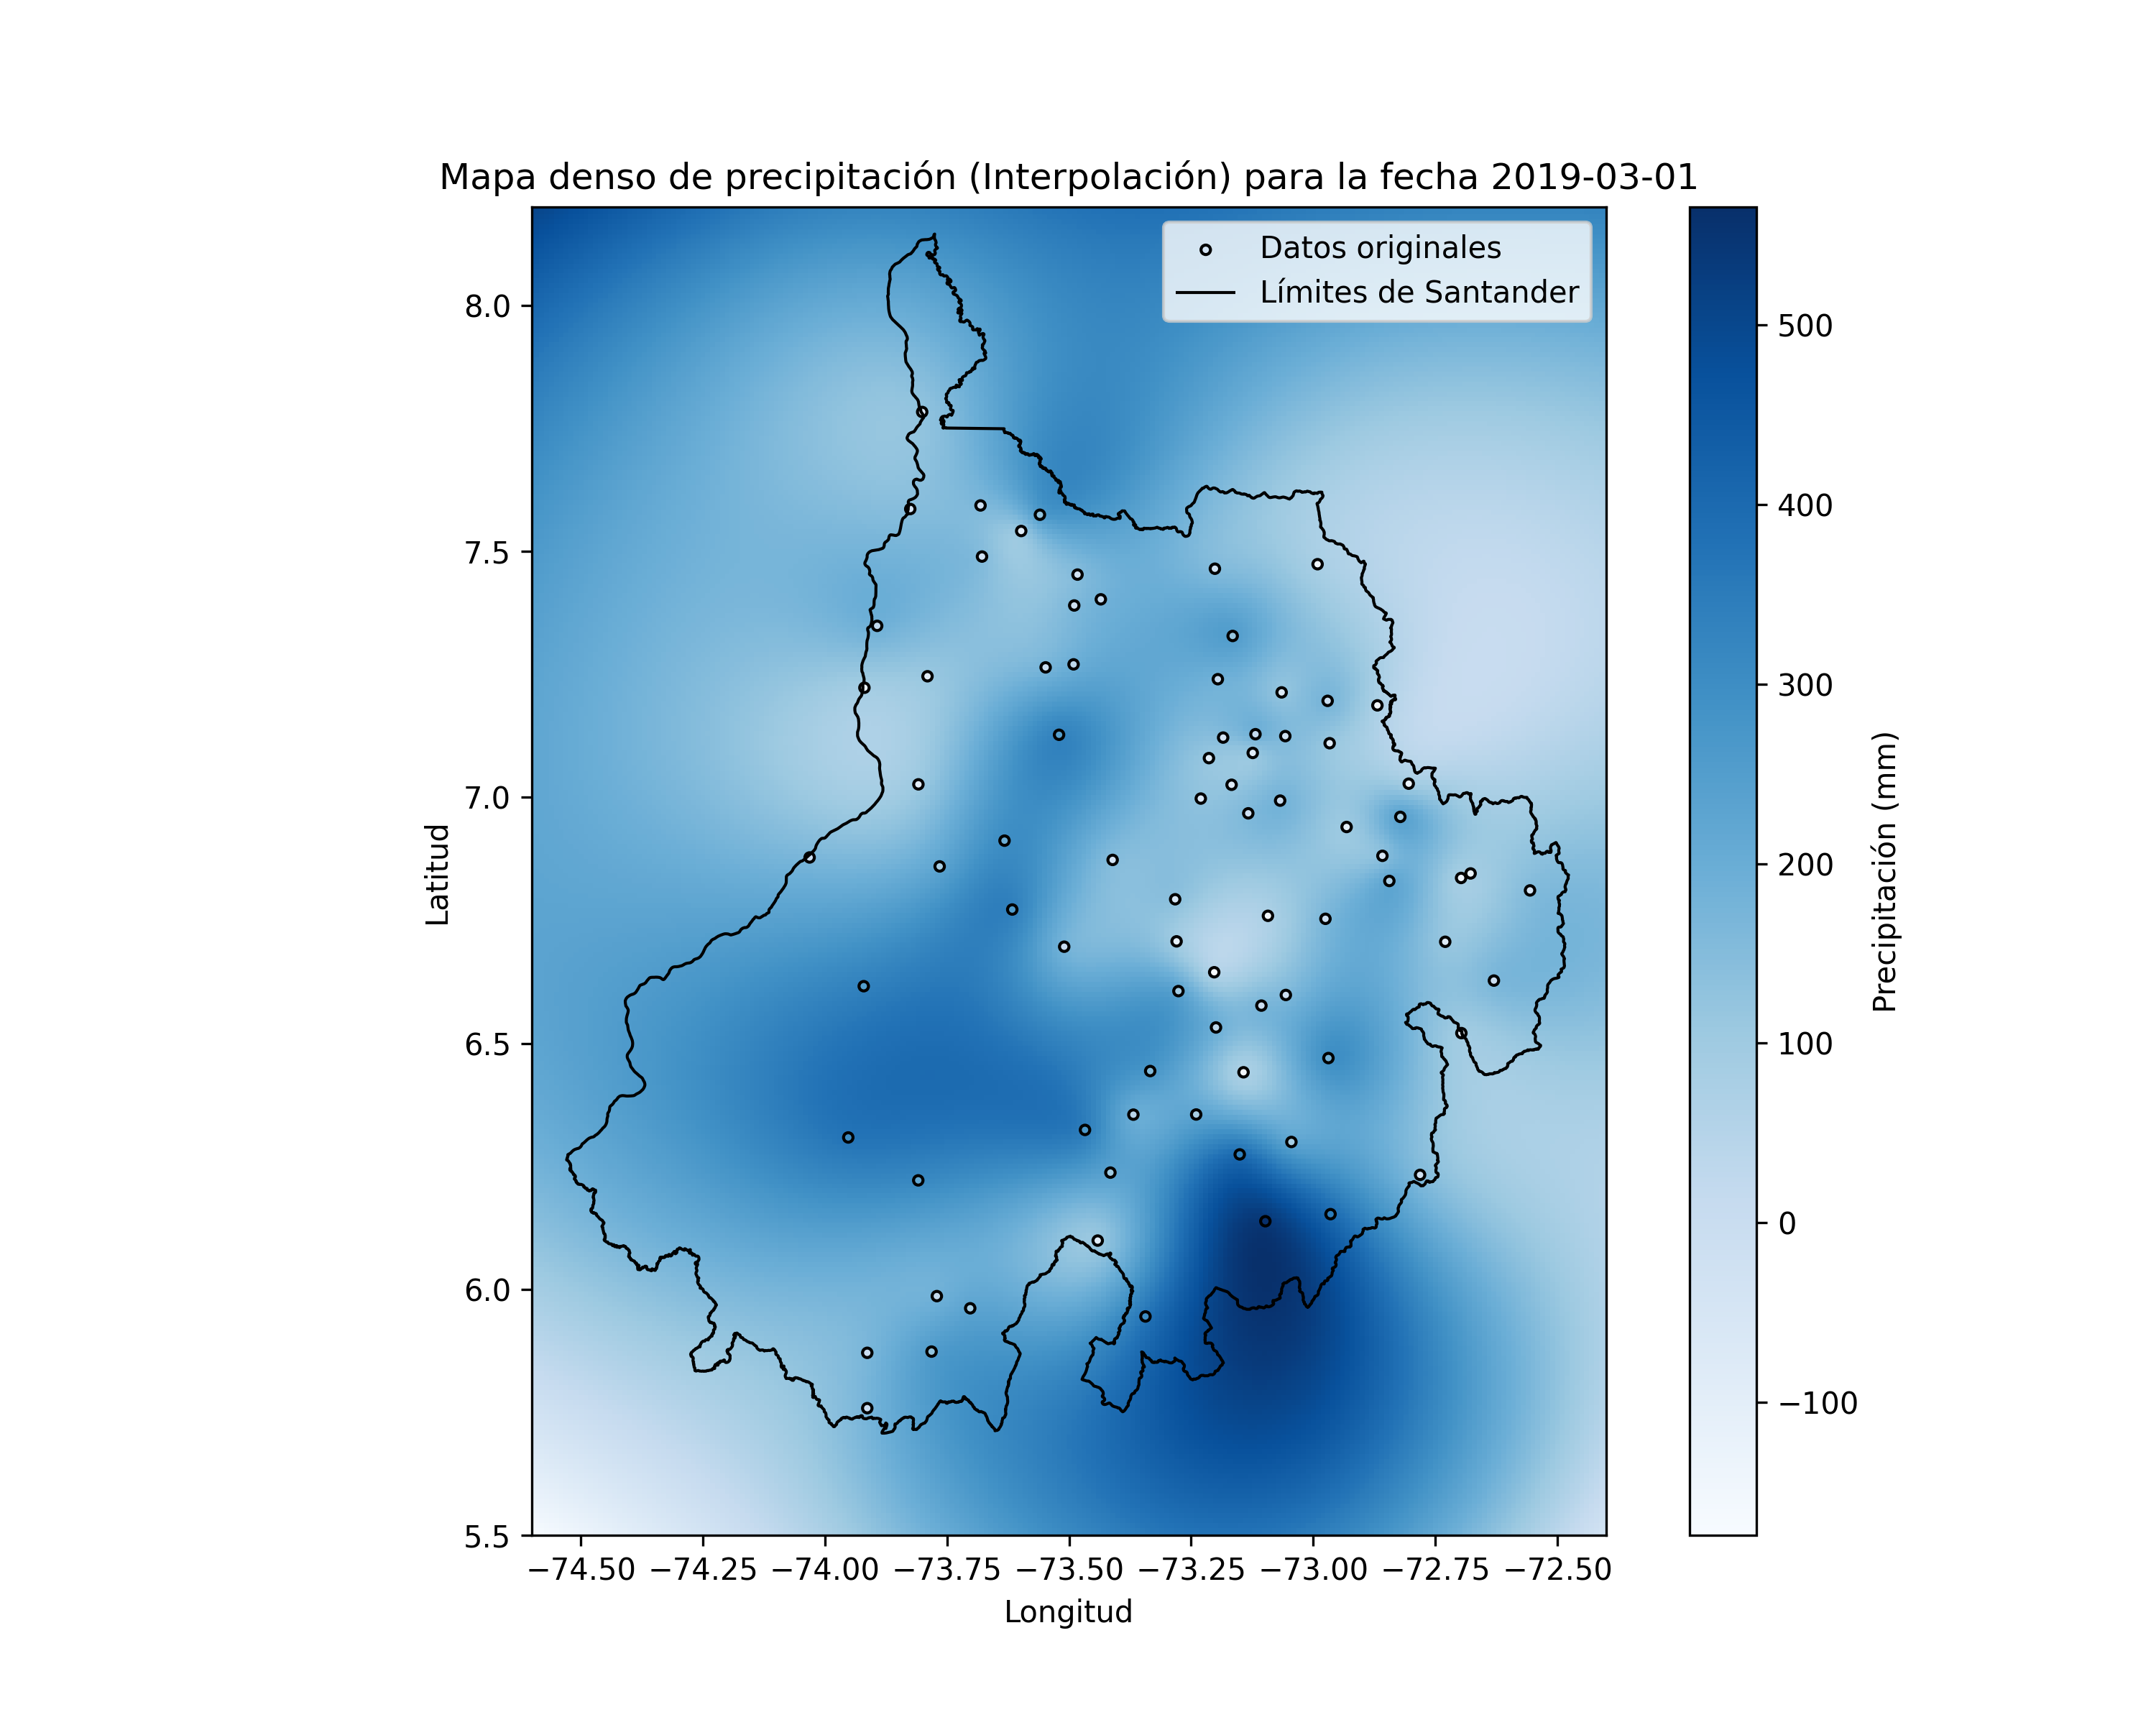 Mapa denso de precipitación (Interpolación) para la fecha 2019-03-01
Datos originales
Límites de Santander
8.0
7.5
7.0
6.5
6.0
5.5
Latitud
−74.50 −74.25 −74.00 −73.75 −73.50 −73.25 −73.00 −72.75 −72.50
Longitud
500
400
300
200
100
0
−100
Precipitación (mm)